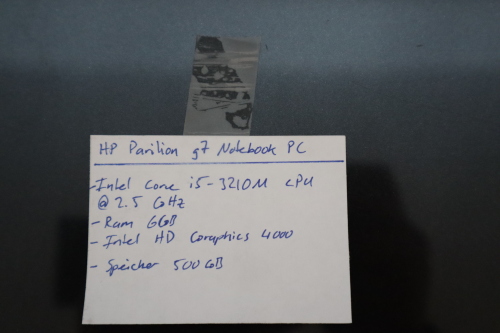 HP Pavilion g7 Notebook PC
- Intel Core i5-3210M CPU
@ 2.5 GHz
- Ram 6GB
- Intel HD Graphics 4000
- Speicher 500 GB